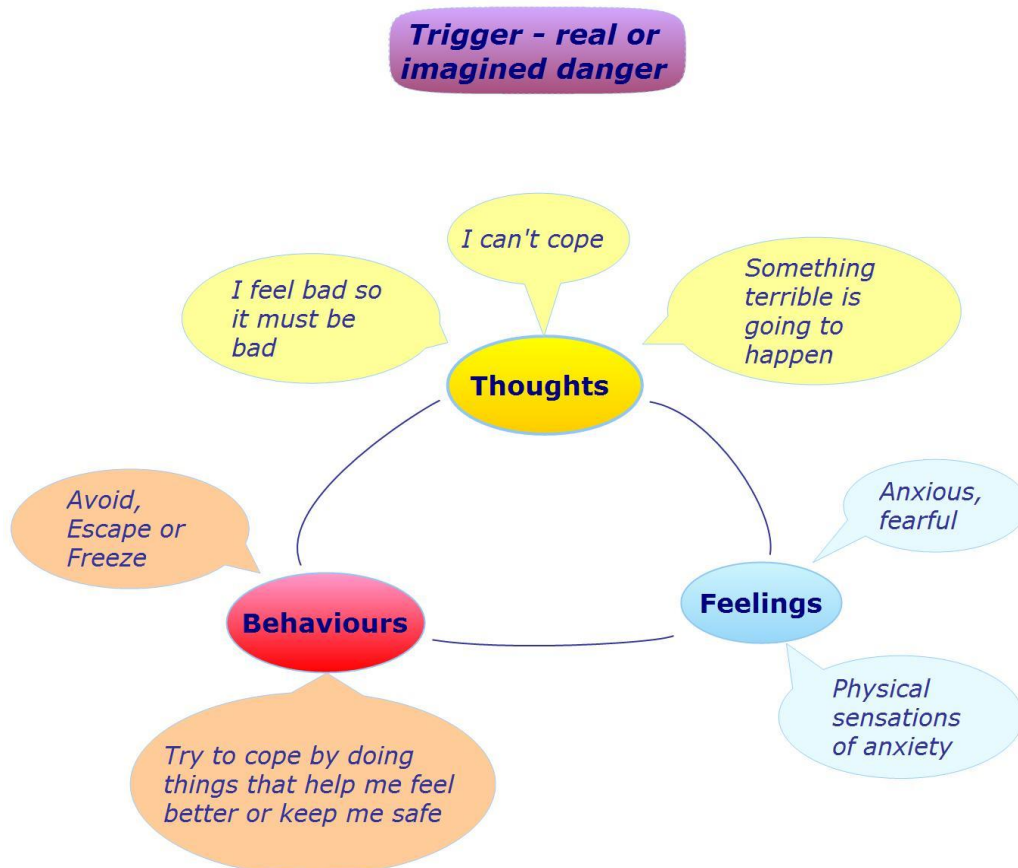 Trigger - real or
imagined danger
I can't cope
I feel bad so
it must be
bad
Something
terrible is
going to
happen
Thoughts
Avoid,
Escape or
Freeze
Anxious,
fearful
Behaviours
Feelings
Physical
sensations
of anxiety
Try to cope by doing
things that help me feel
better or keep me safe